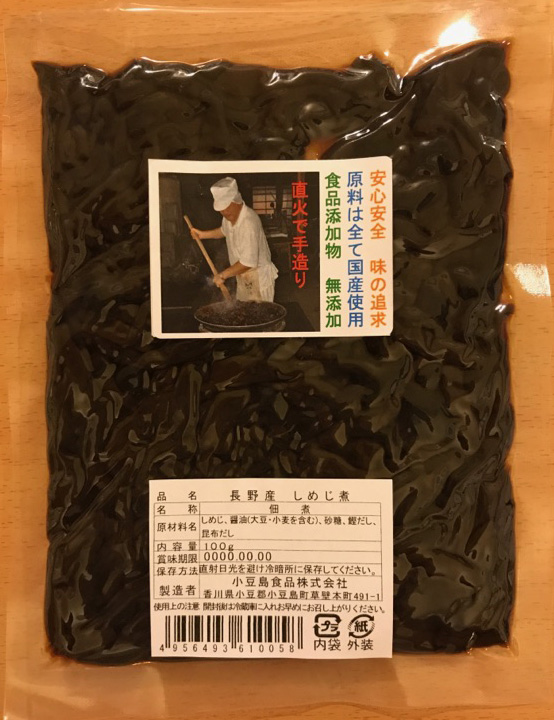 安心安全 味の追求
原料は全て国産使用
食品添加物 無添加
直火で手造り
品名 長野産 しめじ煮
名称 佃煮
原材料名 しめじ、醤油(大豆・小麦を含む)、砂糖、鰹だし、
昆布だし
内容量 100g
賞味期限 0000.00.00
保存方法 直射日光を避け冷暗所に保存してください。
製造者 小豆島食品株式会社
香川県小豆郡小豆島町草壁本町491-1
使用上の注意 開封後は冷蔵庫に入れお早めにお召し上がりください。
4956493610058
プラ 紙
内袋 外装